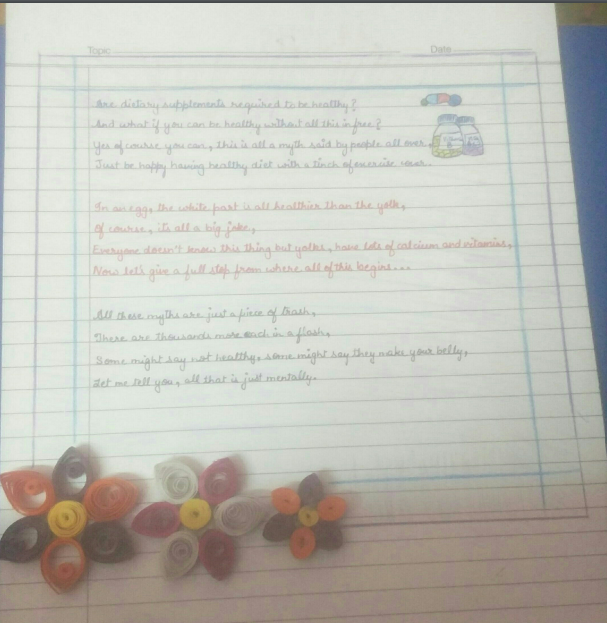 Topic
Date
Are dietary supplements required to be healthy?
And what if you can be healthy without all this in free?
Yes of course you can, this is all a myth said by people all over.
Just be happy having healthy diet with a tinch of exercise
In an egg, the white part is all healthier than the yolk,
Of course, its all a big joke,
Everyone doesn't know this thing but yolks, have lots of calcium and vitamins,
Now let's give a full stop from where all of this begins...
All those myths are just a piece of trash,
There are thousands more such in a flash,
Some might say not healthy, some might say they make your belly,
Let me tell you, all that is just mentally.